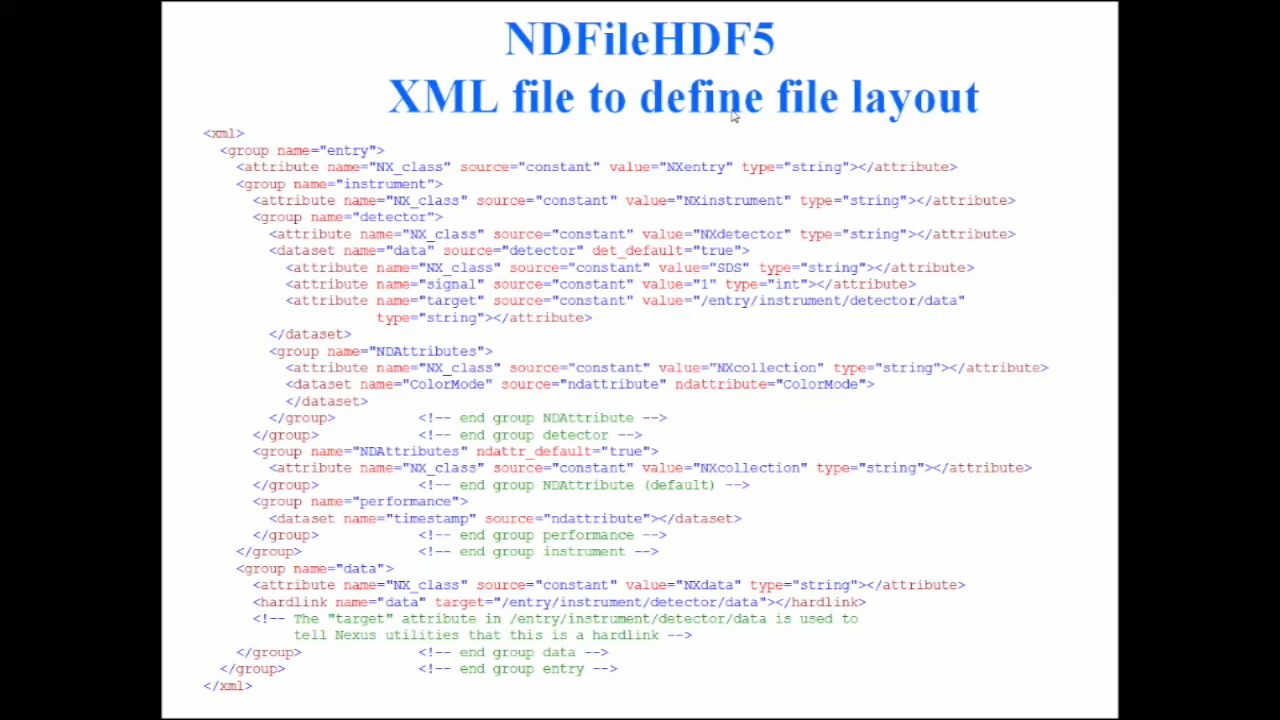 NDFileHDF5
XML file to define file layout
<xml>
<group name="entry">
<attribute name="NX_class" source="constant" value="NXentry" type="string"></attribute>
<group name="instrument">
<attribute name="NX_class" source="constant" value="NXinstrument" type="string"></attribute>
<group name="detector">
<attribute name="NX_class" source="constant" value="NXdetector" type="string"></attribute>
<dataset name="data" source="detector" det_default="true">
<attribute name="NX_class" source="constant" value="SDS" type="string"></attribute>
<attribute name="signal" source="constant" value="1" type="int"></attribute>
<attribute name="target" source="constant" value="/entry/instrument/detector/data"
type="string"></attribute>
</dataset>
<group name="NDAttributes">
<attribute name="NX_class" source="constant" value="NXcollection" type="string"></attribute>
<dataset name="ColorMode" source="ndattribute" ndattribute="ColorMode">
</dataset>
</group> <!-- end group NDAttribute -->
</group> <!-- end group detector -->
<group name="NDAttributes" ndattr_default="true">
<attribute name="NX_class" source="constant" value="NXcollection" type="string"></attribute>
</group> <!-- end group NDAttribute (default) -->
<group name="performance">
<dataset name="timestamp" source="ndattribute"></dataset>
</group> <!-- end group performance -->
</group> <!-- end group instrument -->
<group name="data">
<attribute name="NX_class" source="constant" value="NXdata" type="string"></attribute>
<hardlink name="data" target="/entry/instrument/detector/data"></hardlink>
<!-- The "target" attribute in /entry/instrument/detector/data is used to
tell Nexus utilities that this is a hardlink -->
</group> <!-- end group data -->
</group> <!-- end group entry -->
</xml>